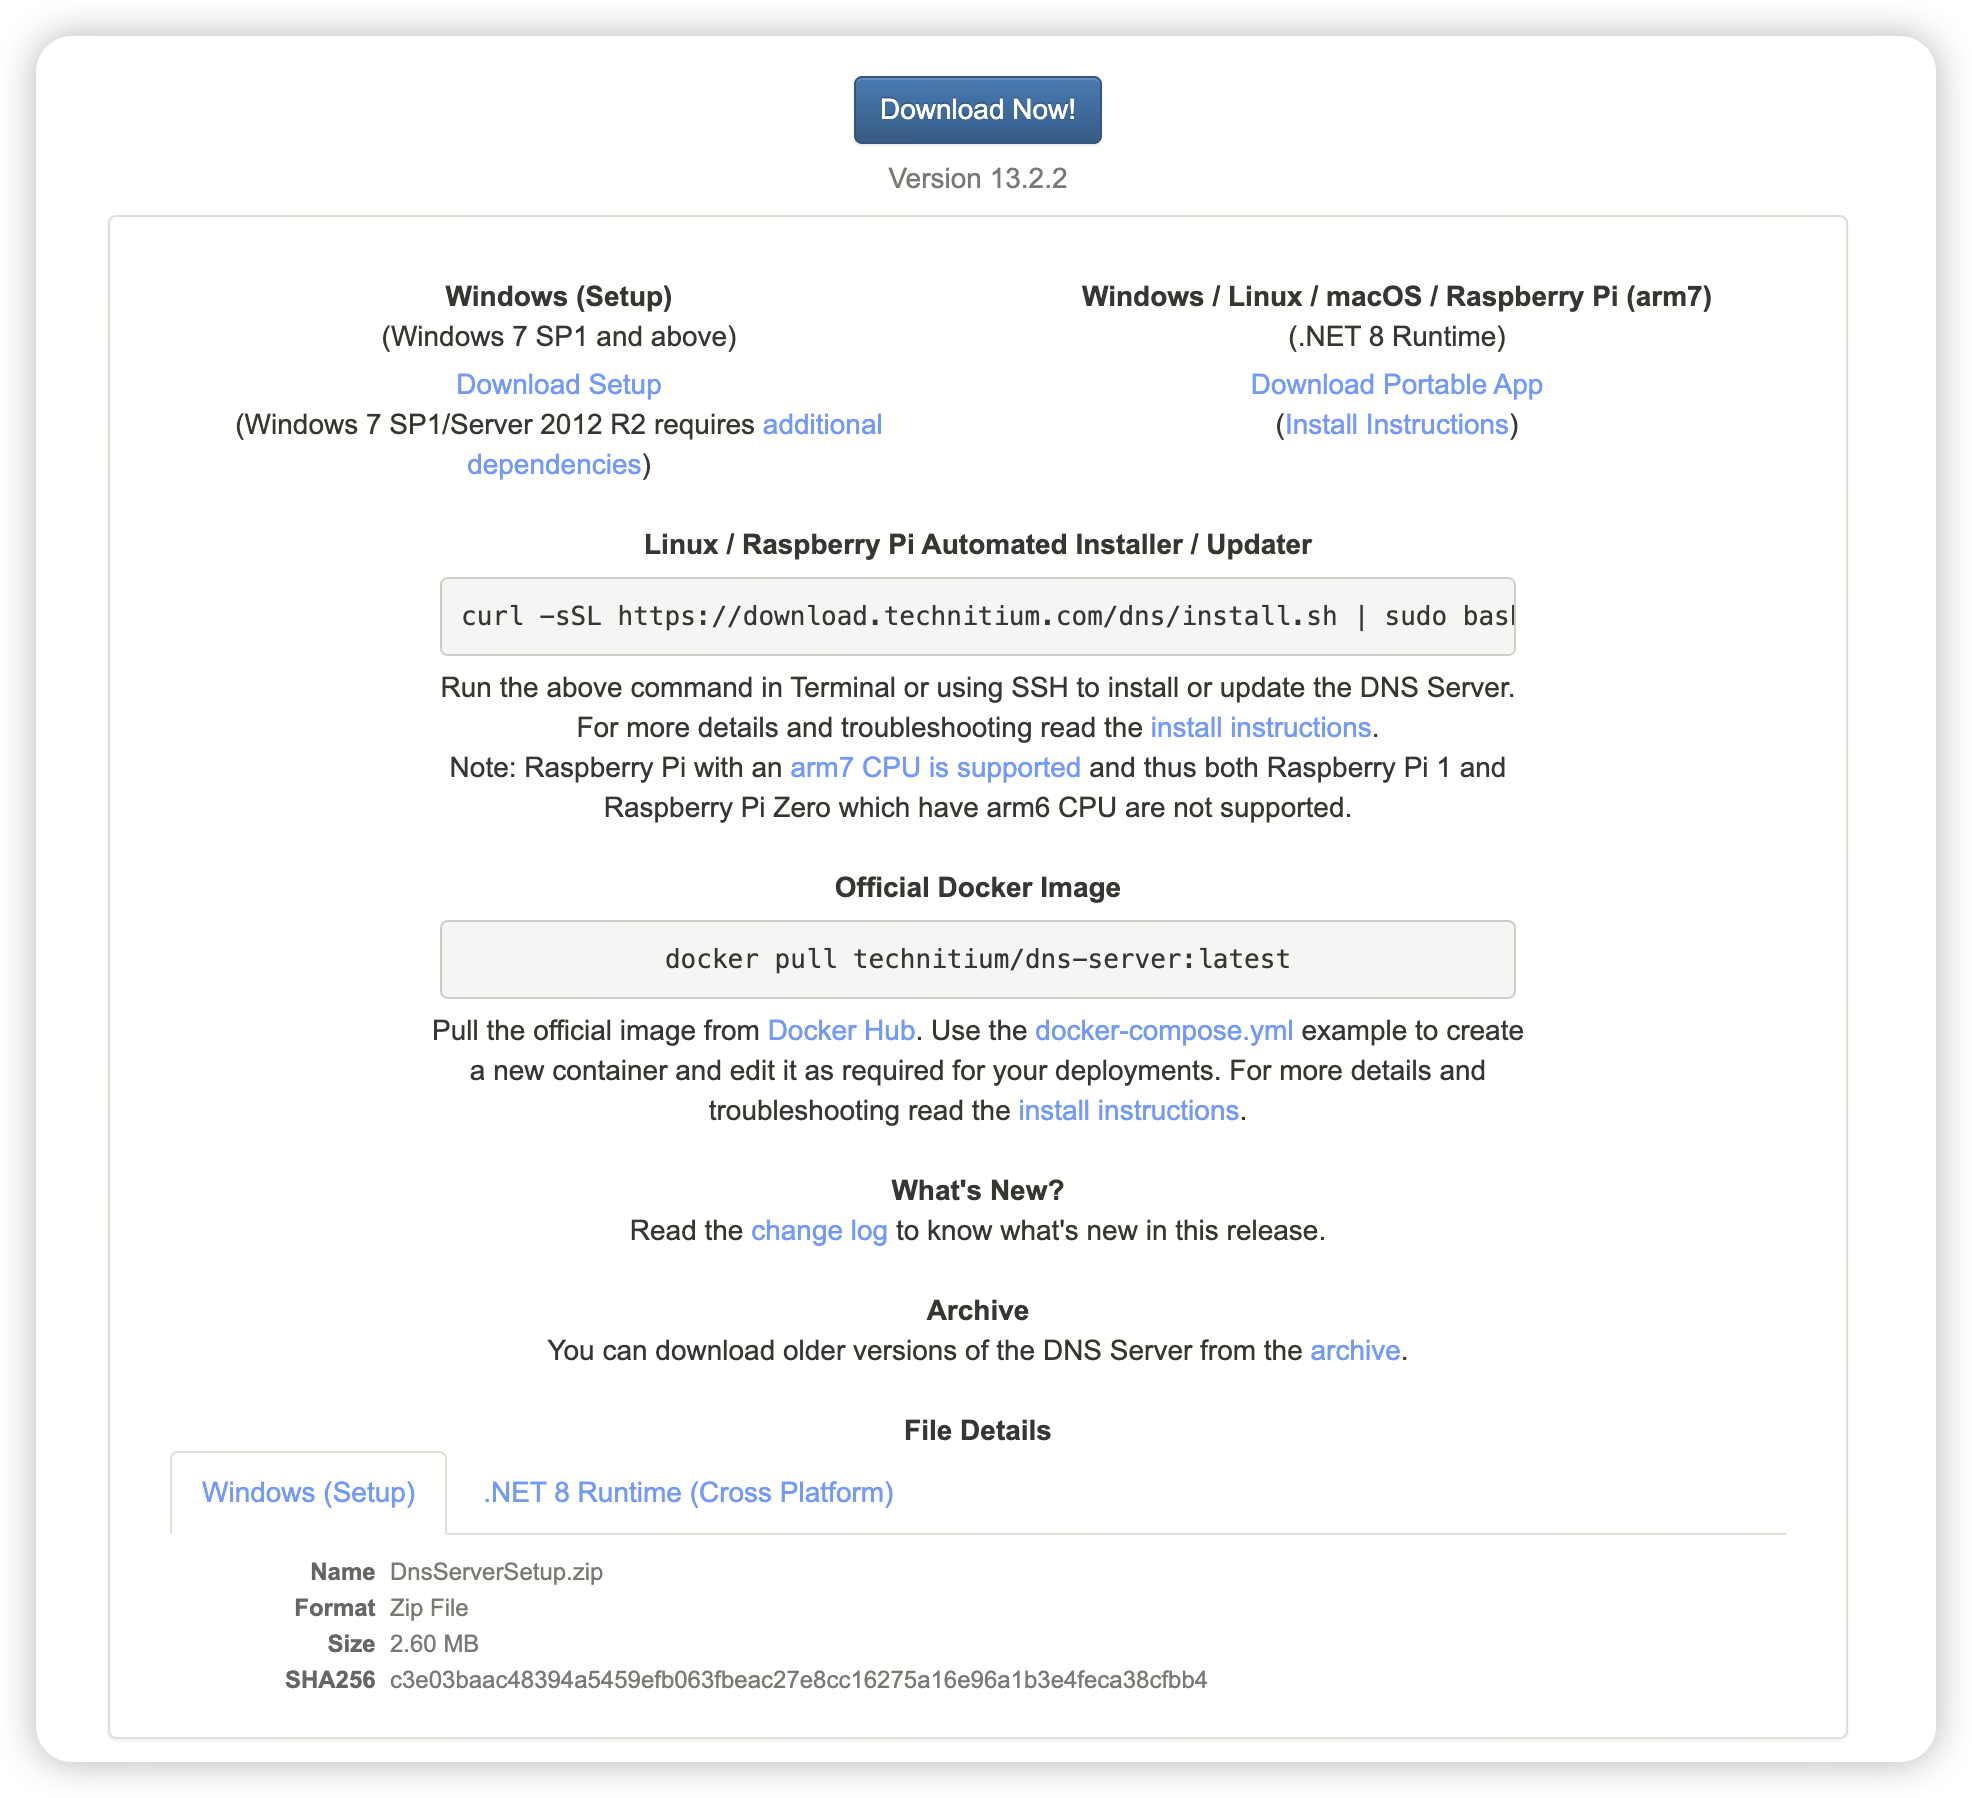 Download Now!
Version 13.2.2
Windows (Setup)
(Windows 7 SP1 and above)
Download Setup
(Windows 7 SP1/Server 2012 R2 requires additional
dependencies)
Windows / Linux / macOS / Raspberry Pi (arm7)
(.NET 8 Runtime)
Download Portable App
(Install Instructions)
Linux / Raspberry Pi Automated Installer / Updater
curl -sSL https://download.technitium.com/dns/install.sh | sudo bash
Run the above command in Terminal or using SSH to install or update the DNS Server.
For more details and troubleshooting read the install instructions.
Note: Raspberry Pi with an arm7 CPU is supported and thus both Raspberry Pi 1 and
Raspberry Pi Zero which have arm6 CPU are not supported.
Official Docker Image
docker pull technitium/dns-server:latest
Pull the official image from Docker Hub. Use the docker-compose.yml example to create
a new container and edit it as required for your deployments. For more details and
troubleshooting read the install instructions.
What's New?
Read the change log to know what's new in this release.
Archive
You can download older versions of the DNS Server from the archive.
File Details
Windows (Setup) .NET 8 Runtime (Cross Platform)
Name DnsServerSetup.zip
Format Zip File
Size 2.60 MB
SHA256 c3e03baac48394a5459efb063fbeac27e8cc16275a16e96a1b3e4feca38cfbb4